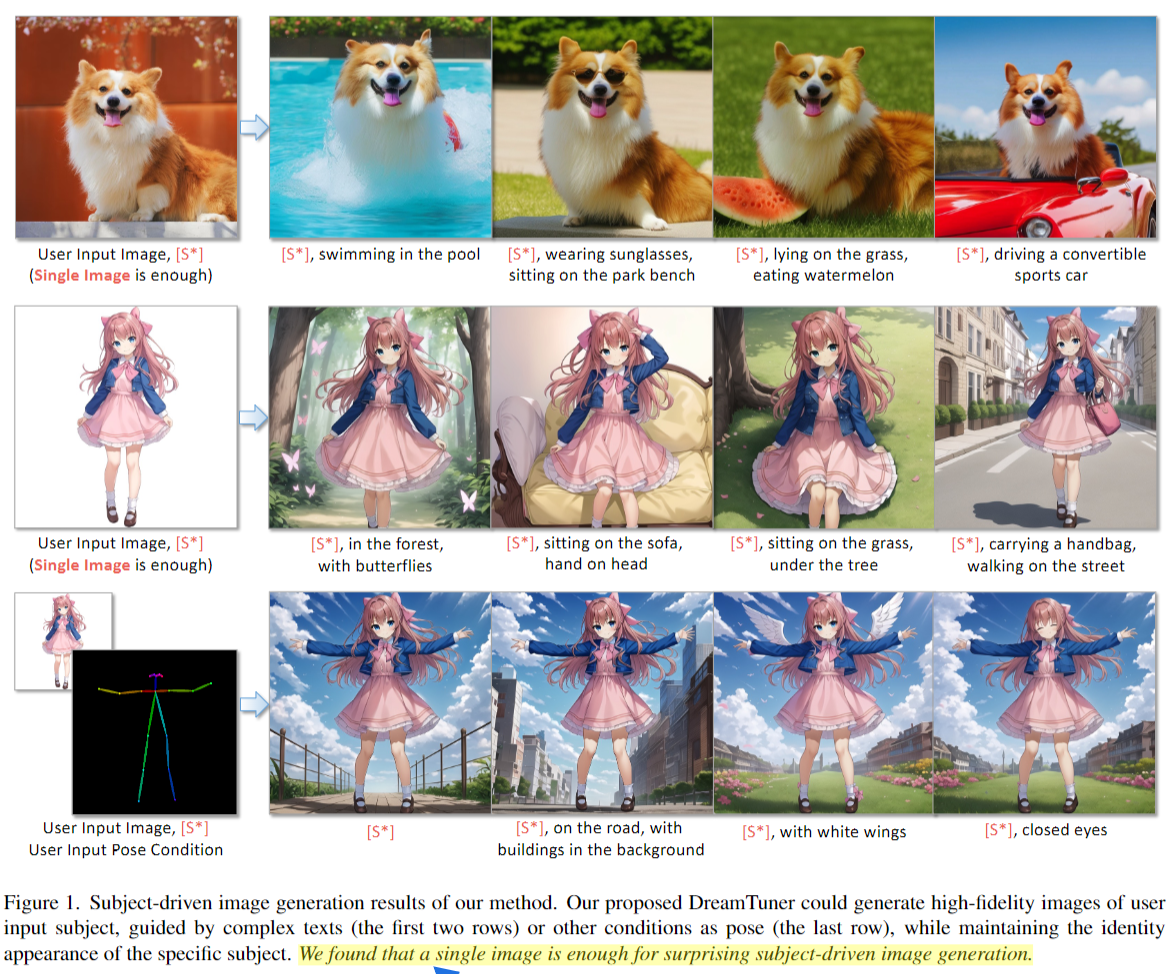 User Input Image, [S*]
(Single Image is enough)
[S*], swimming in the pool
[S*], wearing sunglasses,
sitting on the park bench
[S*], lying on the grass,
eating watermelon
[S*], driving a convertible
sports car
User Input Image, [S*]
(Single Image is enough)
[S*], in the forest,
with butterflies
[S*], sitting on the sofa,
hand on head
[S*], sitting on the grass,
under the tree
[S*], carrying a handbag,
walking on the street
User Input Image, [S*]
User Input Pose Condition
[S*]
[S*], on the road, with
buildings in the background
[S*], with white wings
[S*], closed eyes
Figure 1. Subject-driven image generation results of our method. Our proposed DreamTuner could generate high-fidelity images of user
input subject, guided by complex texts (the first two rows) or other conditions as pose (the last row), while maintaining the identity
appearance of the specific subject. We found that a single image is enough for surprising subject-driven image generation.